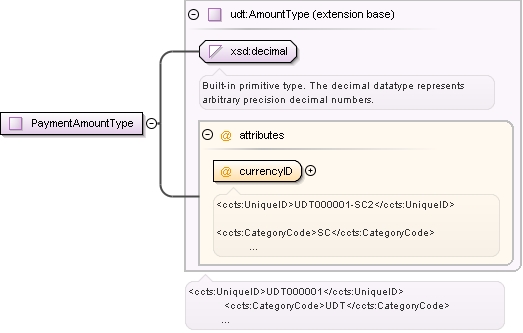 udt:AmountType (extension base)
xsd:decimal
Built-in primitive type. The decimal datatype represents
arbitrary precision decimal numbers.
PaymentAmountType
@ attributes
@ currencyID
<ccts:UniqueID>UDT000001-SC2</ccts:UniqueID>
<ccts:CategoryCode>SC</ccts:CategoryCode>
...
<ccts:UniqueID>UDT000001</ccts:UniqueID>
<ccts:CategoryCode>UDT</ccts:CategoryCode>
...